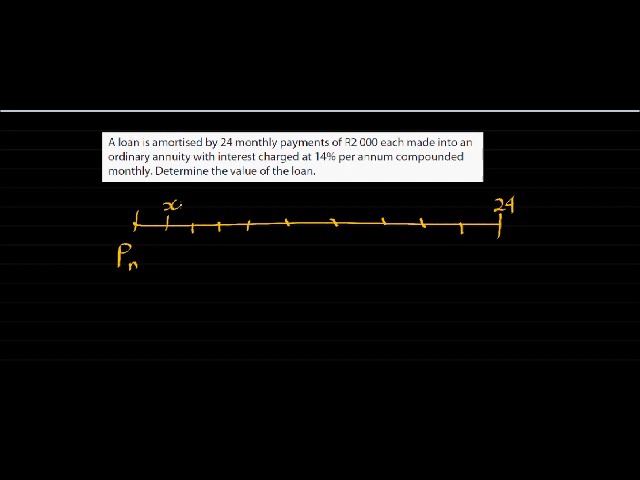 A loan is amortised by 24 monthly payments of R2 000 each made into an
ordinary annuity with interest charged at 14% per annum compounded
monthly. Determine the value of the loan.
x 24
Pn